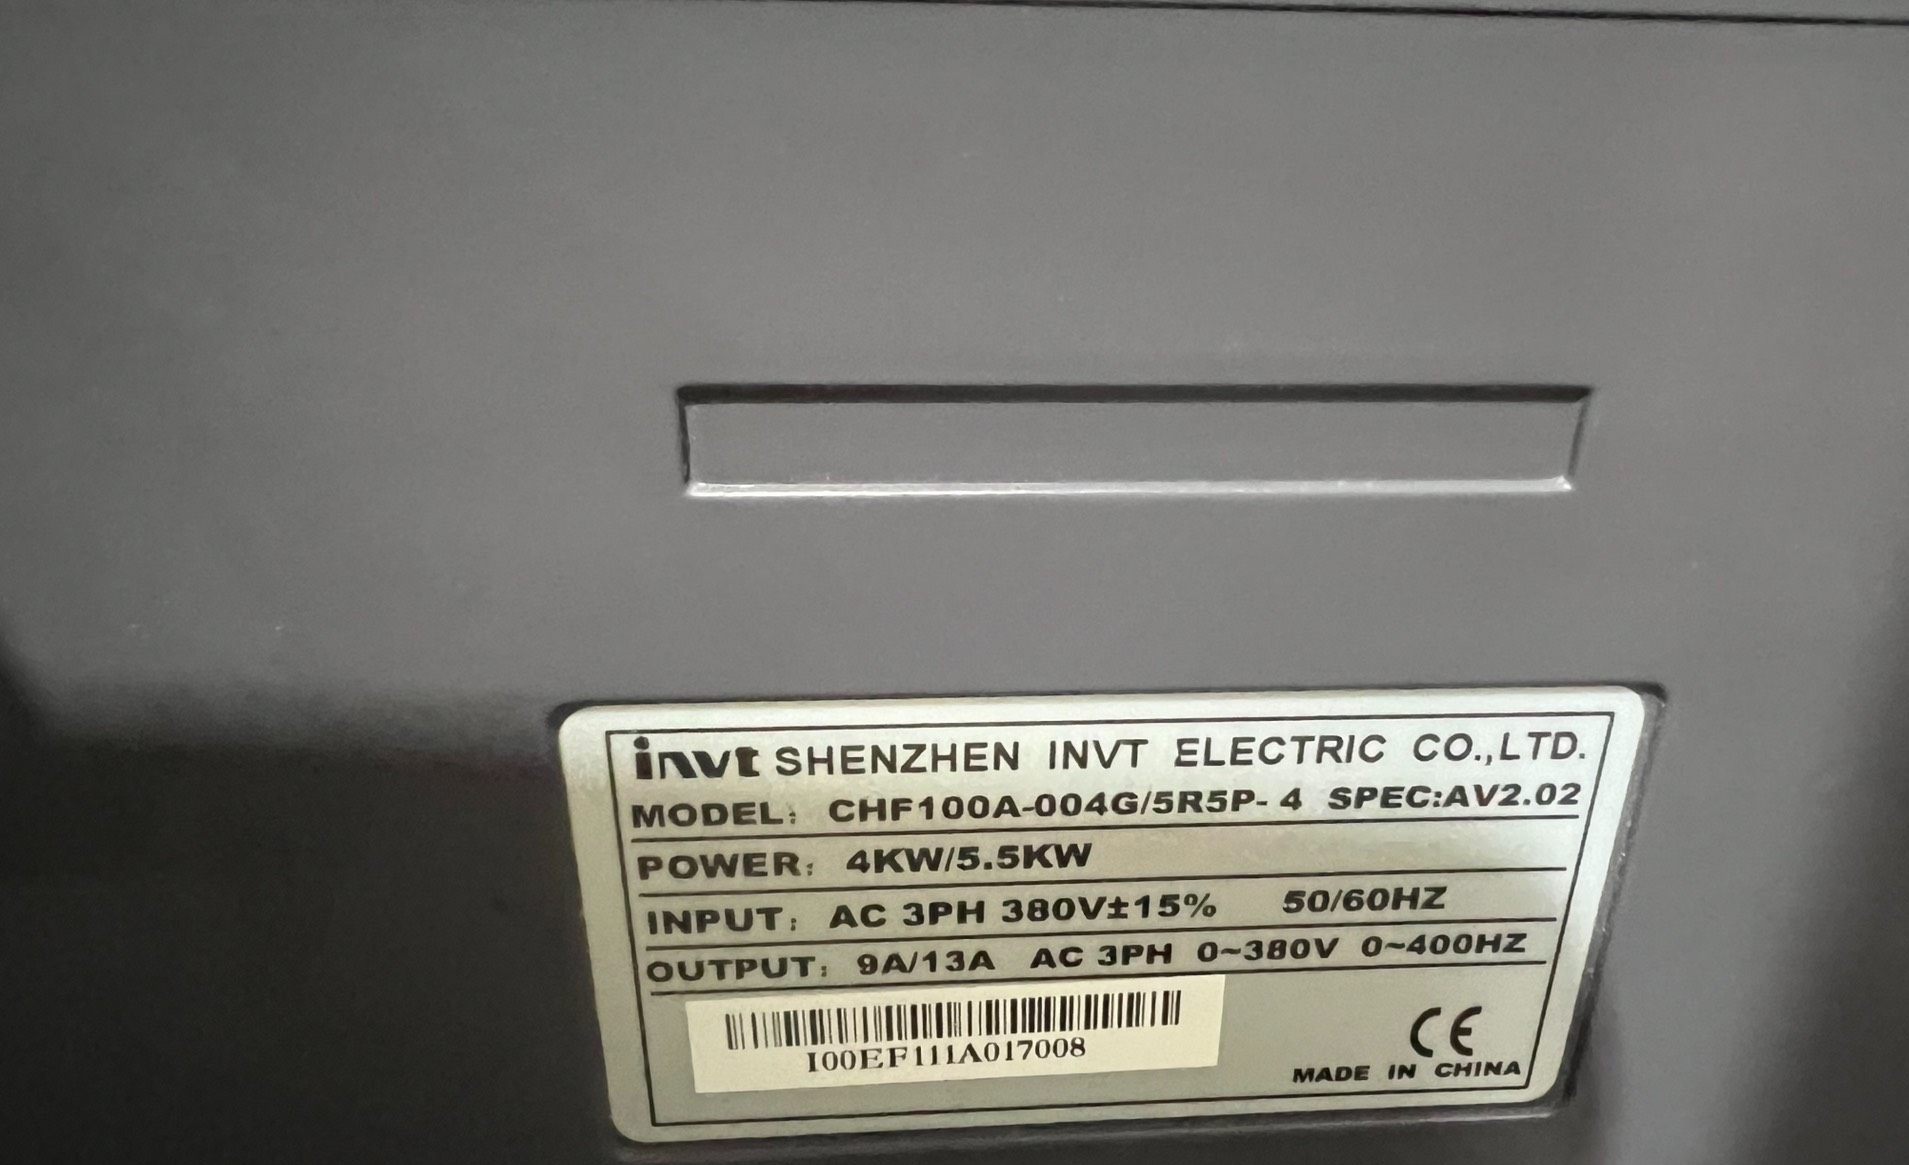 invt SHENZHEN INVT ELECTRIC CO.,LTD.
MODEL: CHF100A-004G/5R5P- 4 SPEC:AV2.02
POWER: 4KW/5.5KW
INPUT: AC 3PH 380V±15% 50/60HZ
OUTPUT: 9A/13A AC 3PH 0~380V 0~400HZ
I00EF111A017008
CE
MADE IN CHINA